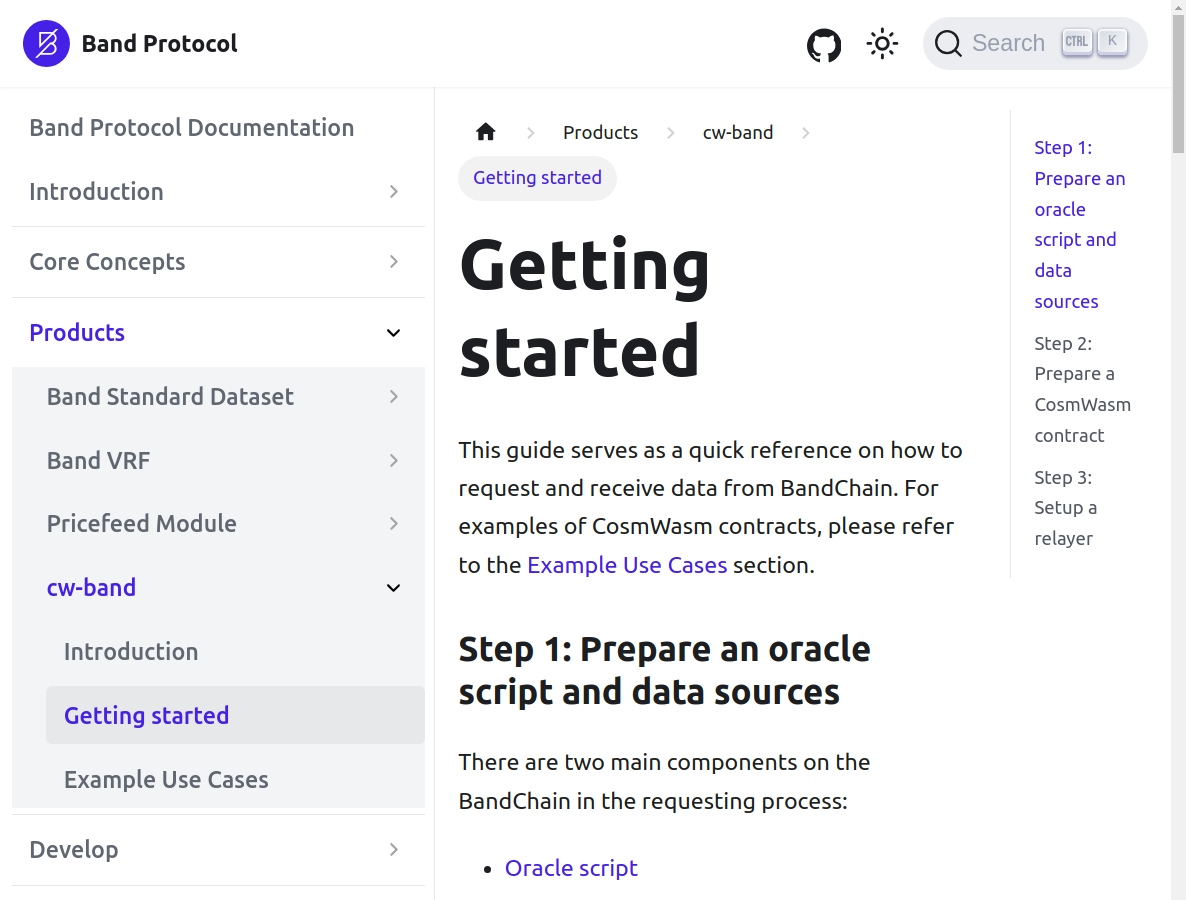 Band Protocol
Search
CTRL
K
Band Protocol Documentation
Introduction
Core Concepts
Products
Band Standard Dataset
Band VRF
Pricefeed Module
cw-band
Introduction
Getting started
Example Use Cases
Develop
Products
cw-band
Getting started
Getting
started
This guide serves as a quick reference on how to
request and receive data from BandChain. For
examples of CosmWasm contracts, please refer
to the Example Use Cases section.
Step 1: Prepare an oracle
script and data sources
There are two main components on the
BandChain in the requesting process:
• Oracle script
Step 1:
Prepare an
oracle
script and
data
sources
Step 2:
Prepare a
CosmWasm
contract
Step 3:
Setup a
relayer